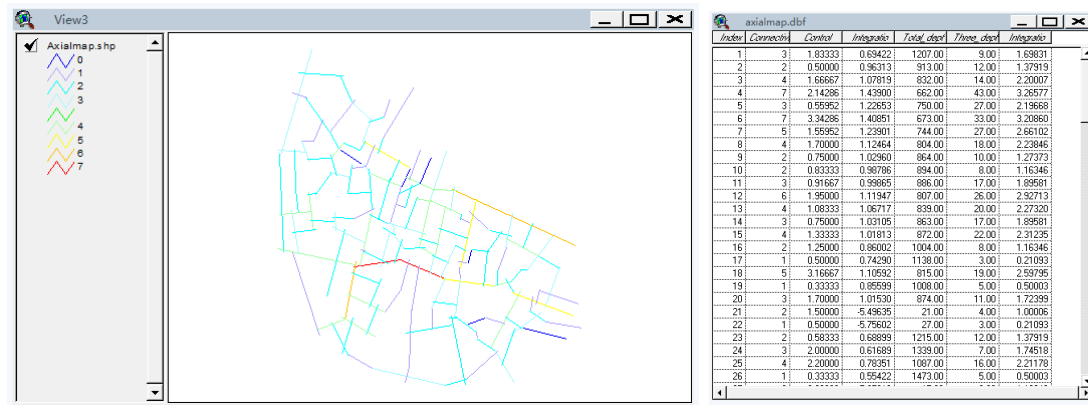 View3
Axialmap.shp
0
1
2
3
4
5
6
7
axialmap.dbf
Index Connectivi Control Integratio Total_dept Three_dept Integratio
1 3 1.83333 0.69422 1207.00 9.00 1.69831
2 2 0.50000 0.96313 913.00 12.00 1.37919
3 4 1.66667 1.07819 832.00 14.00 2.20007
4 7 2.14286 1.43900 662.00 43.00 3.26577
5 3 0.55952 1.22653 750.00 27.00 2.19668
6 7 3.34286 1.40851 673.00 33.00 3.20860
7 5 1.55952 1.23901 744.00 27.00 2.66102
8 4 1.70000 1.12464 804.00 18.00 2.23846
9 2 0.75000 1.02960 864.00 10.00 1.27373
10 2 0.83333 0.98786 894.00 8.00 1.16346
11 3 0.91667 0.99865 886.00 17.00 1.89581
12 6 1.95000 1.11947 807.00 26.00 2.92713
13 4 1.08333 1.06717 839.00 20.00 2.27320
14 3 0.75000 1.03105 863.00 17.00 1.89581
15 4 1.33333 1.01813 872.00 22.00 2.31235
16 2 1.25000 0.86002 1004.00 8.00 1.16346
17 1 0.50000 0.74290 1138.00 3.00 0.21093
18 5 3.16667 1.10592 815.00 19.00 2.59795
19 1 0.33333 0.85599 1008.00 5.00 0.50003
20 3 1.70000 1.01530 874.00 11.00 1.72399
21 2 1.50000 -5.49635 21.00 4.00 1.00006
22 1 0.50000 -5.75602 27.00 3.00 0.21093
23 2 0.58333 0.68899 1215.00 12.00 1.37919
24 3 2.00000 0.61689 1339.00 7.00 1.74518
25 4 2.20000 0.78351 1087.00 16.00 2.21178
26 1 0.33333 0.55422 1473.00 5.00 0.50003